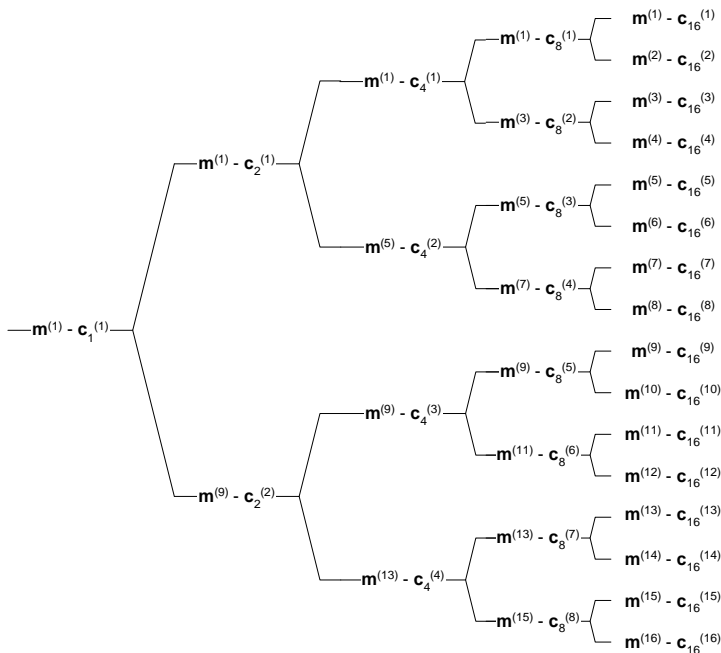 m⁽¹⁾ - c₁⁽¹⁾
m⁽¹⁾ - c₂⁽¹⁾
m⁽⁹⁾ - c₂⁽²⁾
m⁽¹⁾ - c₄⁽¹⁾
m⁽⁵⁾ - c₄⁽²⁾
m⁽⁹⁾ - c₄⁽³⁾
m⁽¹³⁾ - c₄⁽⁴⁾
m⁽¹⁾ - c₈⁽¹⁾
m⁽³⁾ - c₈⁽²⁾
m⁽⁵⁾ - c₈⁽³⁾
m⁽⁷⁾ - c₈⁽⁴⁾
m⁽⁹⁾ - c₈⁽⁵⁾
m⁽¹¹⁾ - c₈⁽⁶⁾
m⁽¹³⁾ - c₈⁽⁷⁾
m⁽¹⁵⁾ - c₈⁽⁸⁾
m⁽¹⁾ - c₁₆⁽¹⁾
m⁽²⁾ - c₁₆⁽²⁾
m⁽³⁾ - c₁₆⁽³⁾
m⁽⁴⁾ - c₁₆⁽⁴⁾
m⁽⁵⁾ - c₁₆⁽⁵⁾
m⁽⁶⁾ - c₁₆⁽⁶⁾
m⁽⁷⁾ - c₁₆⁽⁷⁾
m⁽⁸⁾ - c₁₆⁽⁸⁾
m⁽⁹⁾ - c₁₆⁽⁹⁾
m⁽¹⁰⁾ - c₁₆⁽¹⁰⁾
m⁽¹¹⁾ - c₁₆⁽¹¹⁾
m⁽¹²⁾ - c₁₆⁽¹²⁾
m⁽¹³⁾ - c₁₆⁽¹³⁾
m⁽¹⁴⁾ - c₁₆⁽¹⁴⁾
m⁽¹⁵⁾ - c₁₆⁽¹⁵⁾
m⁽¹⁶⁾ - c₁₆⁽¹⁶⁾